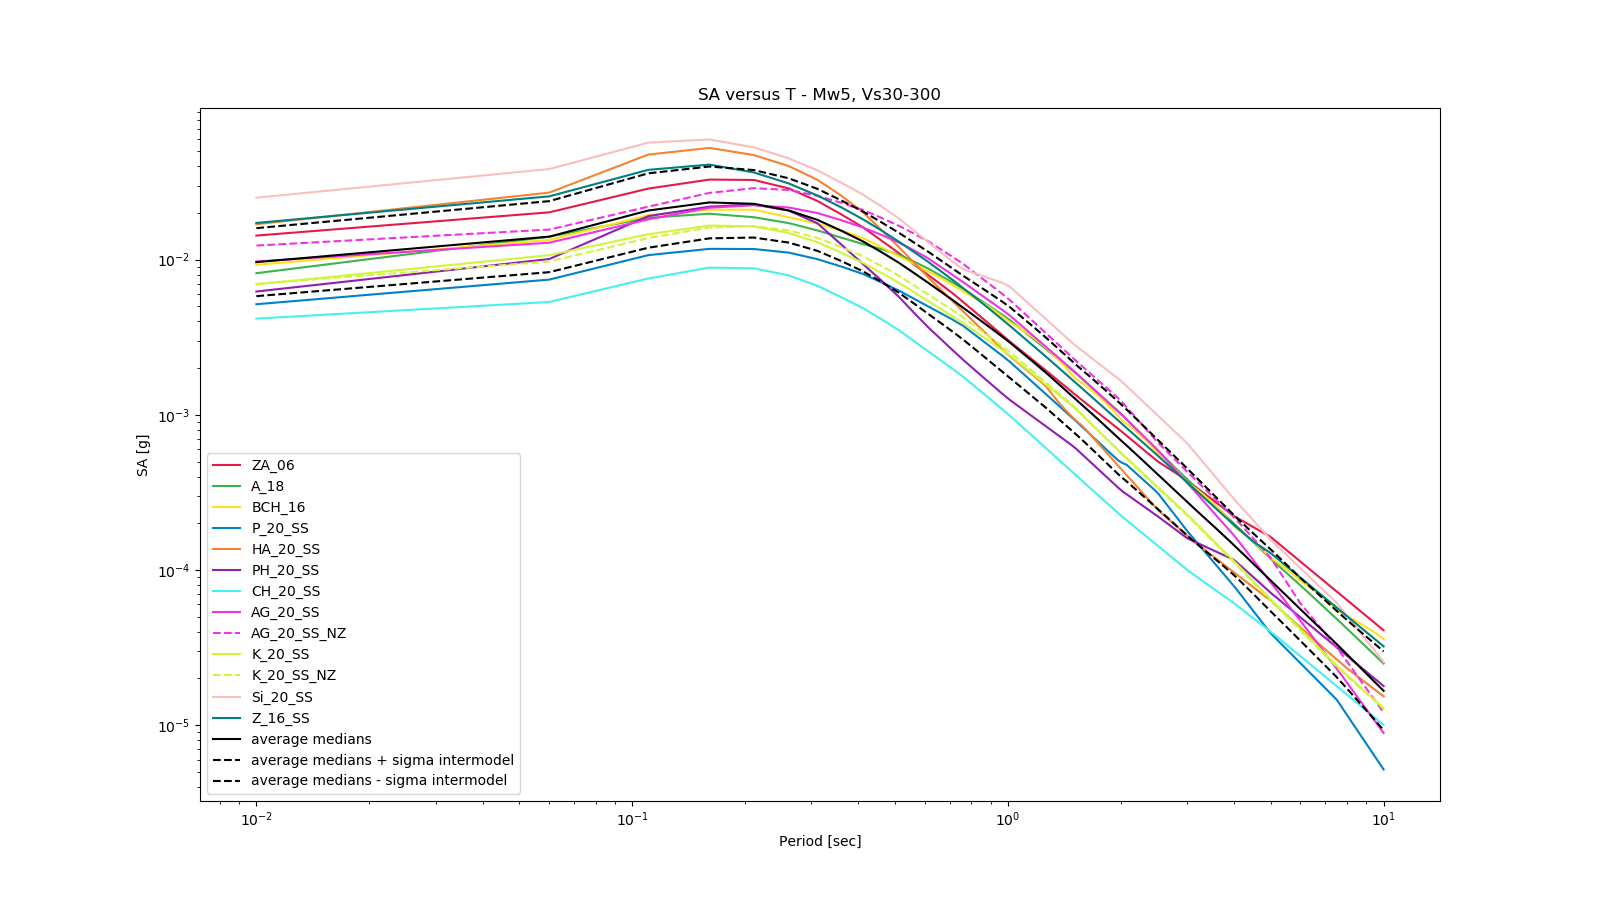 SA versus T - Mw5, Vs30-300
SA [g]
10⁻²
10⁻³
10⁻⁴
10⁻⁵
ZA_06
A_18
BCH_16
P_20_SS
HA_20_SS
PH_20_SS
CH_20_SS
AG_20_SS
AG_20_SS_NZ
K_20_SS
K_20_SS_NZ
Si_20_SS
Z_16_SS
average medians
average medians + sigma intermodel
average medians - sigma intermodel
10⁻² 10⁻¹ 10⁰ 10¹
Period [sec]